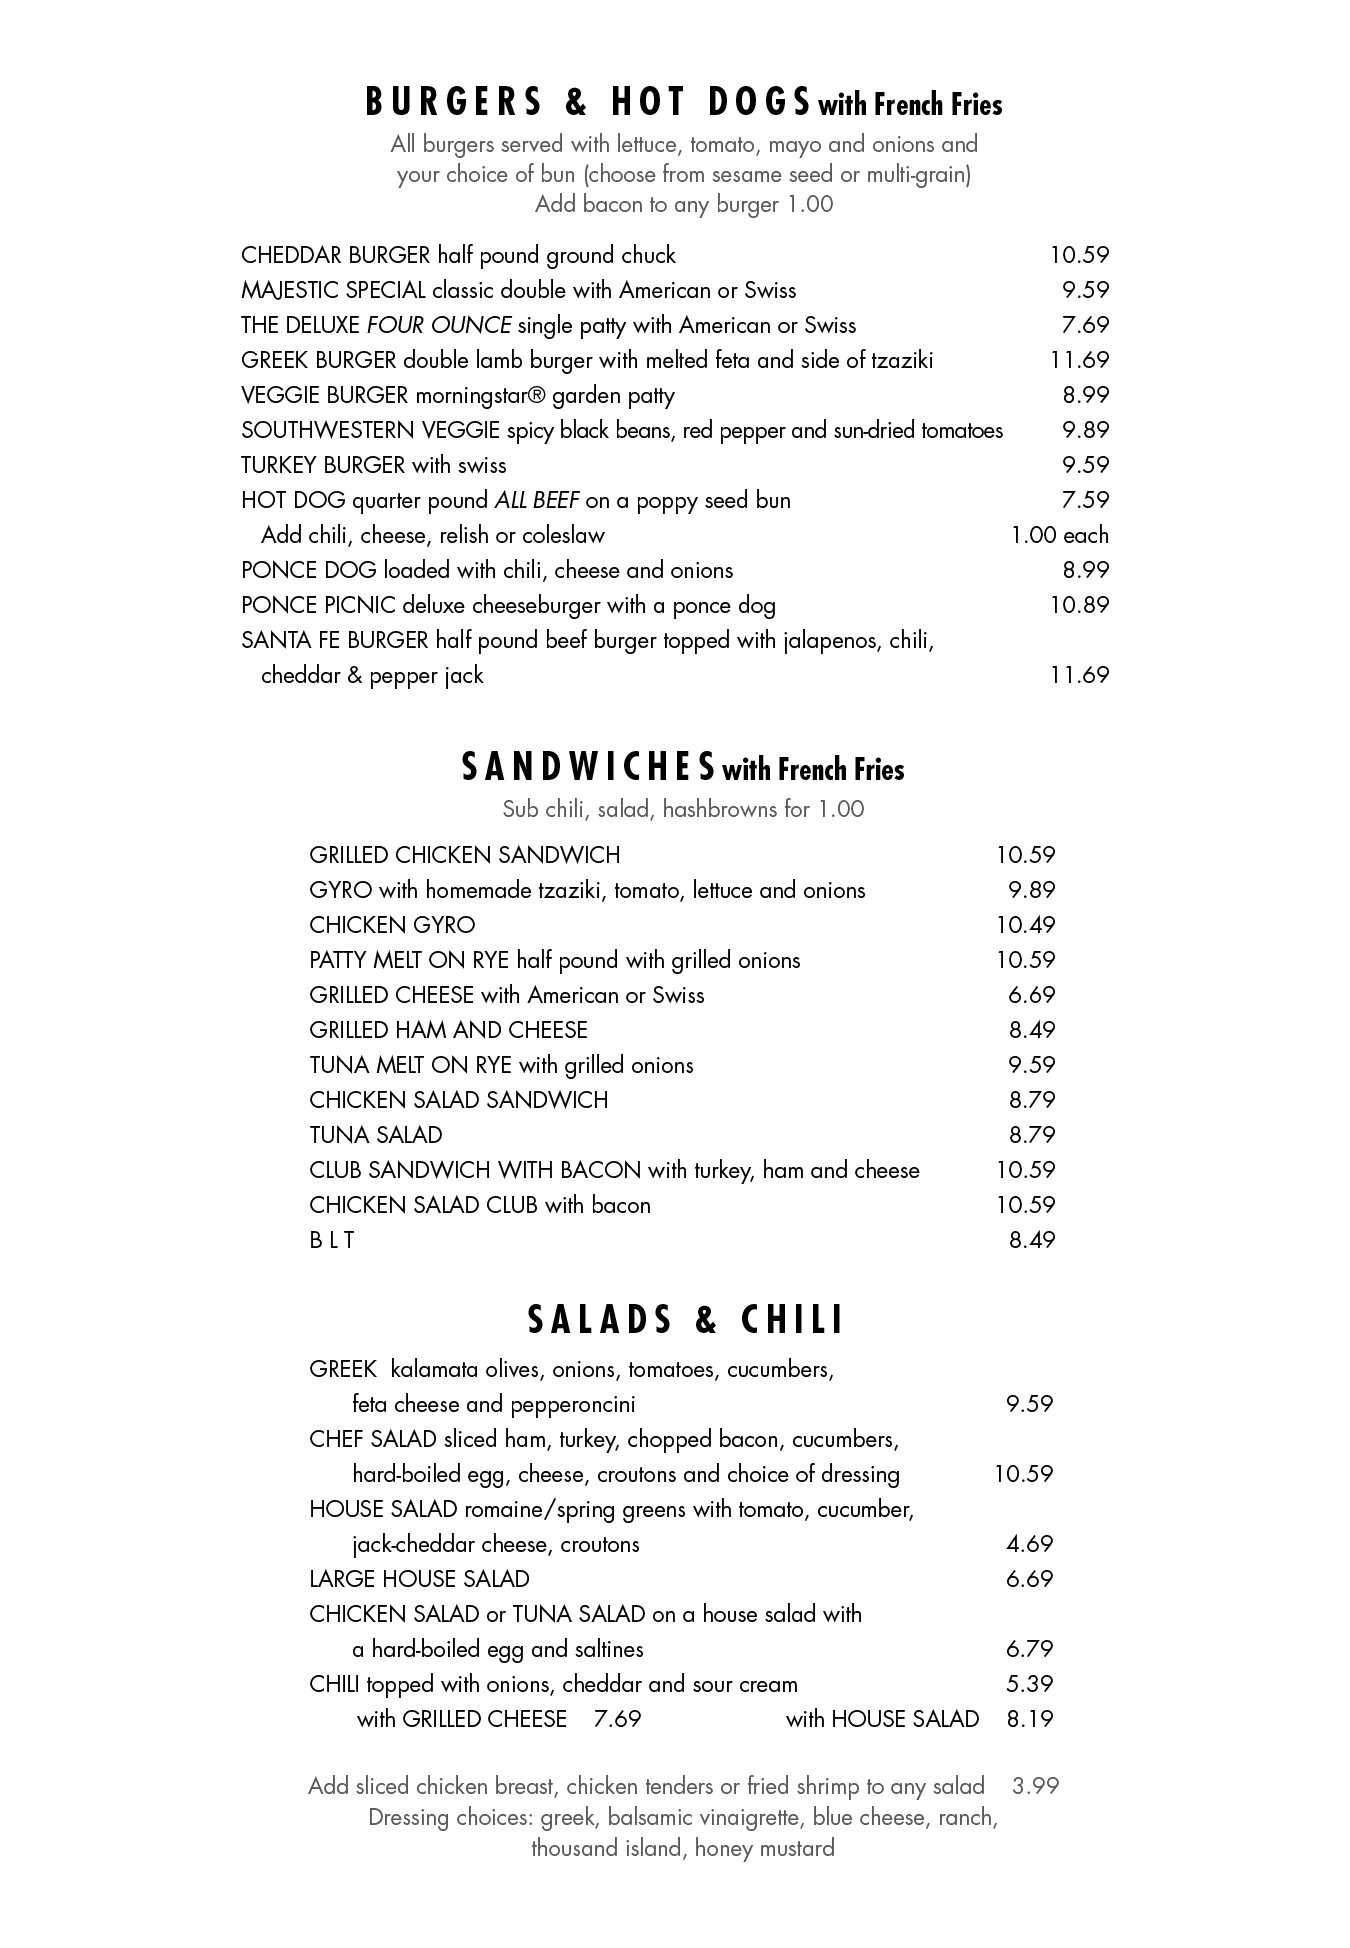 BURGERS & HOT DOGS with French Fries
All burgers served with lettuce, tomato, mayo and onions and
your choice of bun (choose from sesame seed or multi-grain)
Add bacon to any burger 1.00
CHEDDAR BURGER half pound ground chuck 10.59
MAJESTIC SPECIAL classic double with American or Swiss 9.59
THE DELUXE FOUR OUNCE single patty with American or Swiss 7.69
GREEK BURGER double lamb burger with melted feta and side of tzaziki 11.69
VEGGIE BURGER morningstar® garden patty 8.99
SOUTHWESTERN VEGGIE spicy black beans, red pepper and sun-dried tomatoes 9.89
TURKEY BURGER with swiss 9.59
HOT DOG quarter pound ALL BEEF on a poppy seed bun 7.59
Add chili, cheese, relish or coleslaw 1.00 each
PONCE DOG loaded with chili, cheese and onions 8.99
PONCE PICNIC deluxe cheeseburger with a ponce dog 10.89
SANTA FE BURGER half pound beef burger topped with jalapenos, chili,
cheddar & pepper jack 11.69
SANDWICHES with French Fries
Sub chili, salad, hashbrowns for 1.00
GRILLED CHICKEN SANDWICH 10.59
GYRO with homemade tzaziki, tomato, lettuce and onions 9.89
CHICKEN GYRO 10.49
PATTY MELT ON RYE half pound with grilled onions 10.59
GRILLED CHEESE with American or Swiss 6.69
GRILLED HAM AND CHEESE 8.49
TUNA MELT ON RYE with grilled onions 9.59
CHICKEN SALAD SANDWICH 8.79
TUNA SALAD 8.79
CLUB SANDWICH WITH BACON with turkey, ham and cheese 10.59
CHICKEN SALAD CLUB with bacon 10.59
B L T 8.49
SALADS & CHILI
GREEK kalamata olives, onions, tomatoes, cucumbers,
feta cheese and pepperoncini 9.59
CHEF SALAD sliced ham, turkey, chopped bacon, cucumbers,
hard-boiled egg, cheese, croutons and choice of dressing 10.59
HOUSE SALAD romaine/spring greens with tomato, cucumber,
jack-cheddar cheese, croutons 4.69
LARGE HOUSE SALAD 6.69
CHICKEN SALAD or TUNA SALAD on a house salad with
a hard-boiled egg and saltines 6.79
CHILI topped with onions, cheddar and sour cream 5.39
with GRILLED CHEESE 7.69 with HOUSE SALAD 8.19
Add sliced chicken breast, chicken tenders or fried shrimp to any salad 3.99
Dressing choices: greek, balsamic vinaigrette, blue cheese, ranch,
thousand island, honey mustard